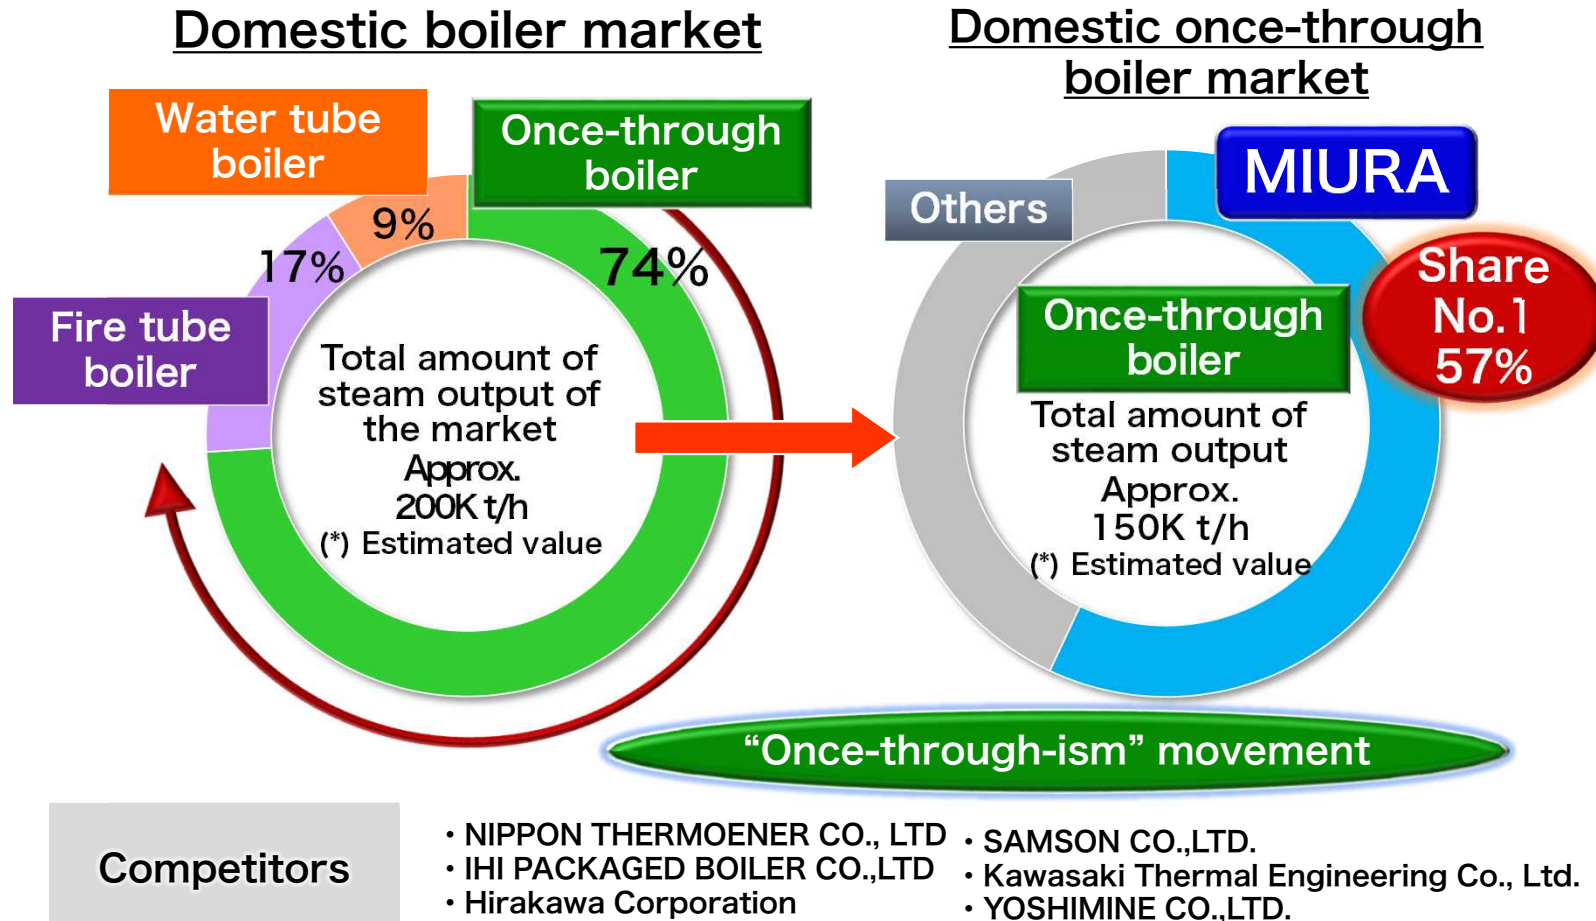 Domestic boiler market
Water tube
boiler
Once-through
boiler
9%
17%
74%
Fire tube
boiler
Total amount of
steam output of
the market
Approx.
200K t/h
(*) Estimated value
Domestic once-through
boiler market
MIURA
Others
Share
No.1
57%
Once-through
boiler
Total amount of
steam output
Approx.
150K t/h
(*) Estimated value
“Once-through-ism” movement
Competitors
・NIPPON THERMOENER CO., LTD
・IHI PACKAGED BOILER CO.,LTD
・Hirakawa Corporation
・SAMSON CO.,LTD.
・Kawasaki Thermal Engineering Co., Ltd.
・YOSHIMINE CO.,LTD.